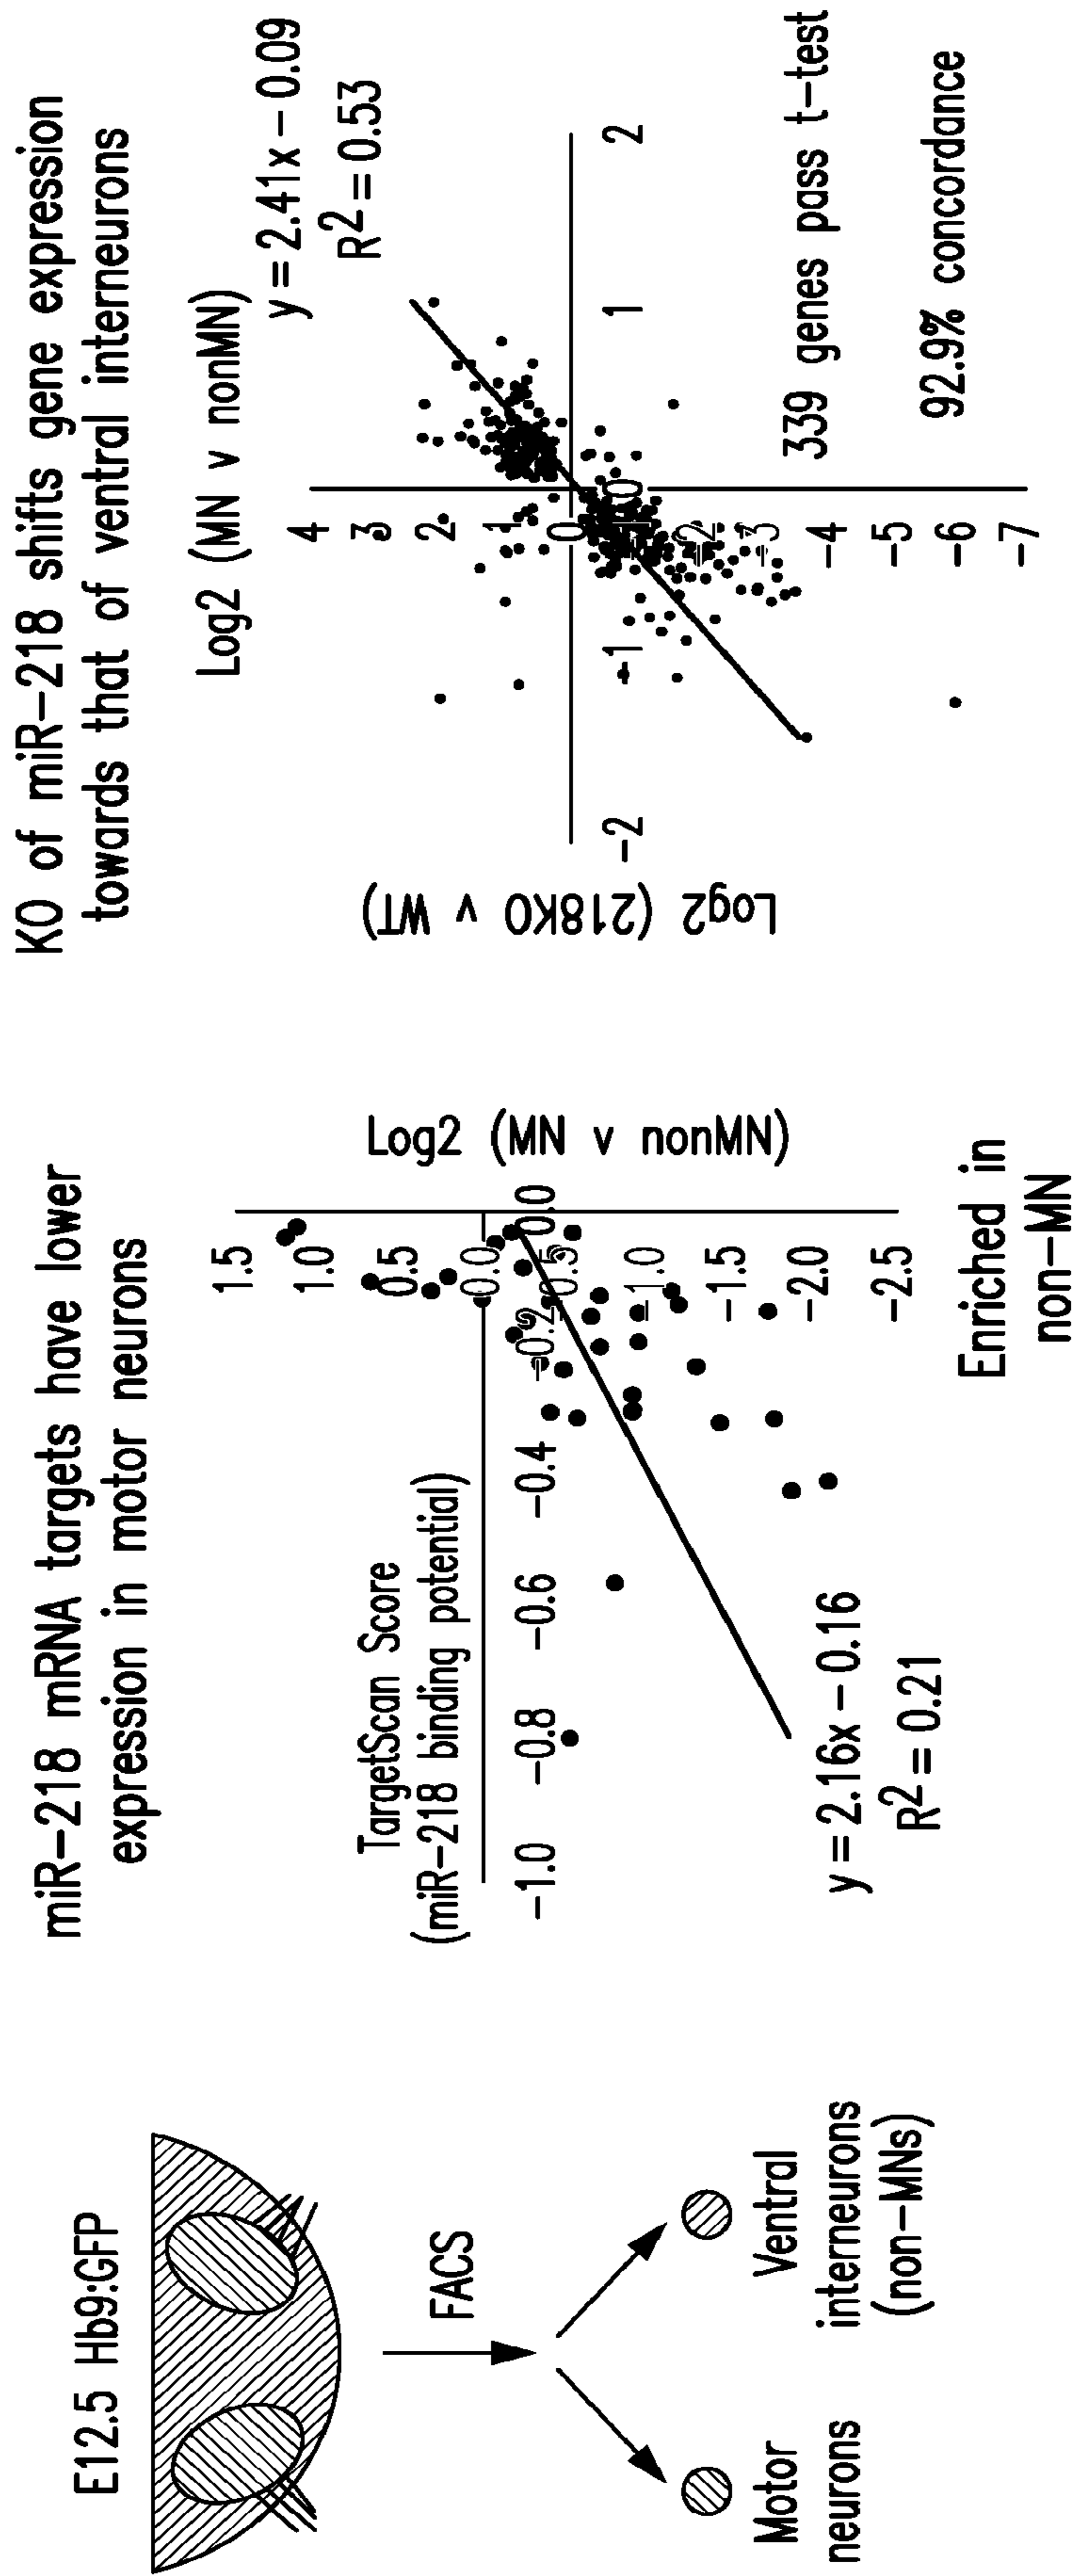 E12.5 Hb9:GFP
FACS
Motor
neurons
Ventral
interneurons
(non-MNs)
miR-218 mRNA targets have lower
expression in motor neurons
1.5
1.0
0.5
0.0
-0.5
-1.0
-1.5
-2.0
-2.5
TargetScan Score
(miR-218 binding potential)
-1.0
-0.8
-0.6
-0.4
-0.2
0.0
Log2 (MN v nonMN)
y = 2.16x - 0.16
R2 = 0.21
Enriched in
non-MN
KO of miR-218 shifts gene expression
towards that of ventral interneurons
Log2 (MN v nonMN)
y = 2.41x - 0.09
R2 = 0.53
4
3
2
1
0
-1
-2
-3
-4
-5
-6
-7
Log2 (218KO v WT)
-2
-1
0
1
2
339 genes pass t-test
92.9% concordance